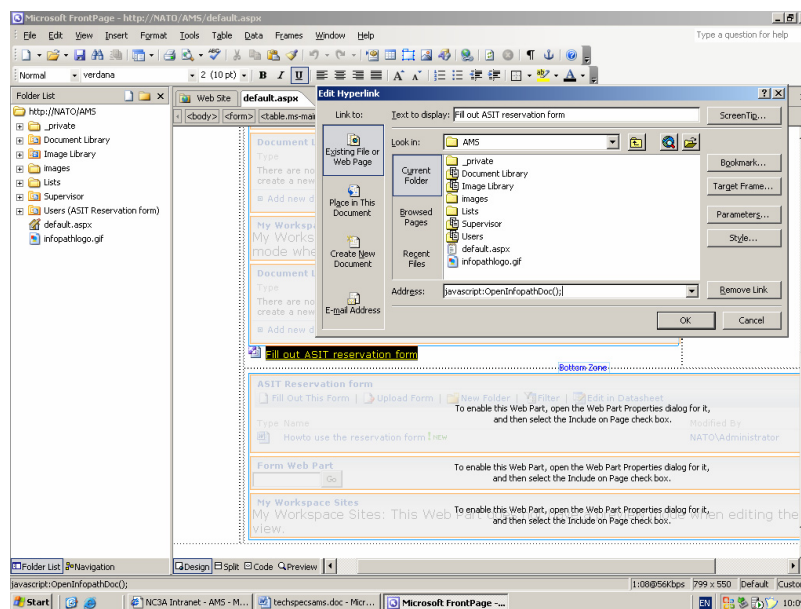 Microsoft FrontPage - http://NATO/AMS/default.aspx
File Edit View Insert Format Tools Table Data Frames Window Help
Type a question for help
Normal verdana 2 (10 pt) B I U
Folder List
http://NATO/AMS
_private
Document Library
Image Library
images
Lists
Supervisor
Users (ASIT Reservation form)
default.aspx
infopathlogo.gif
Folder List Navigation
Web Site default.aspx
<body> <form> <table.ms-mai
Document L
Type
There are no
create a new
Add new d
My Worksp
My Works
mode whe
Document L
Type
There are no
create a new
Add new d
Fill out ASIT reservation form
Bottom Zone
ASIT Reservation form
Fill Out This Form | Upload Form | New Folder | Filter | Edit in Datasheet
To enable this Web Part, open the Web Part Properties dialog for it,
and then select the Include on Page check box.
Type Name Modified By
Howto use the reservation form ! new NATO\Administrator
Form Web Part
Go
To enable this Web Part, open the Web Part Properties dialog for it,
and then select the Include on Page check box.
My Workspace Sites
My Workspace Sites: This Web Part when editing the
view.
To enable this Web Part, open the Web Part Properties dialog for it,
and then select the Include on Page check box.
Design Split Code Preview
Edit Hyperlink
Link to:
Existing File or
Web Page
Place in This
Document
Create New
Document
E-mail Address
Text to display: Fill out ASIT reservation form
ScreenTip...
Look in: AMS
Current
Folder
Browsed
Pages
Recent
Files
_private
Document Library
Image Library
images
Lists
Supervisor
Users
default.aspx
infopathlogo.gif
Bookmark...
Target Frame...
Parameters...
Style...
Address: javascript:OpenInfopathDoc();
Remove Link
OK Cancel
javascript:OpenInfopathDoc();
1:08@56Kbps 799 x 550 Default Custo
Start
NC3A Intranet - AMS - M...
techspecsams.doc - Micr...
Microsoft FrontPage -...
EN
10:0